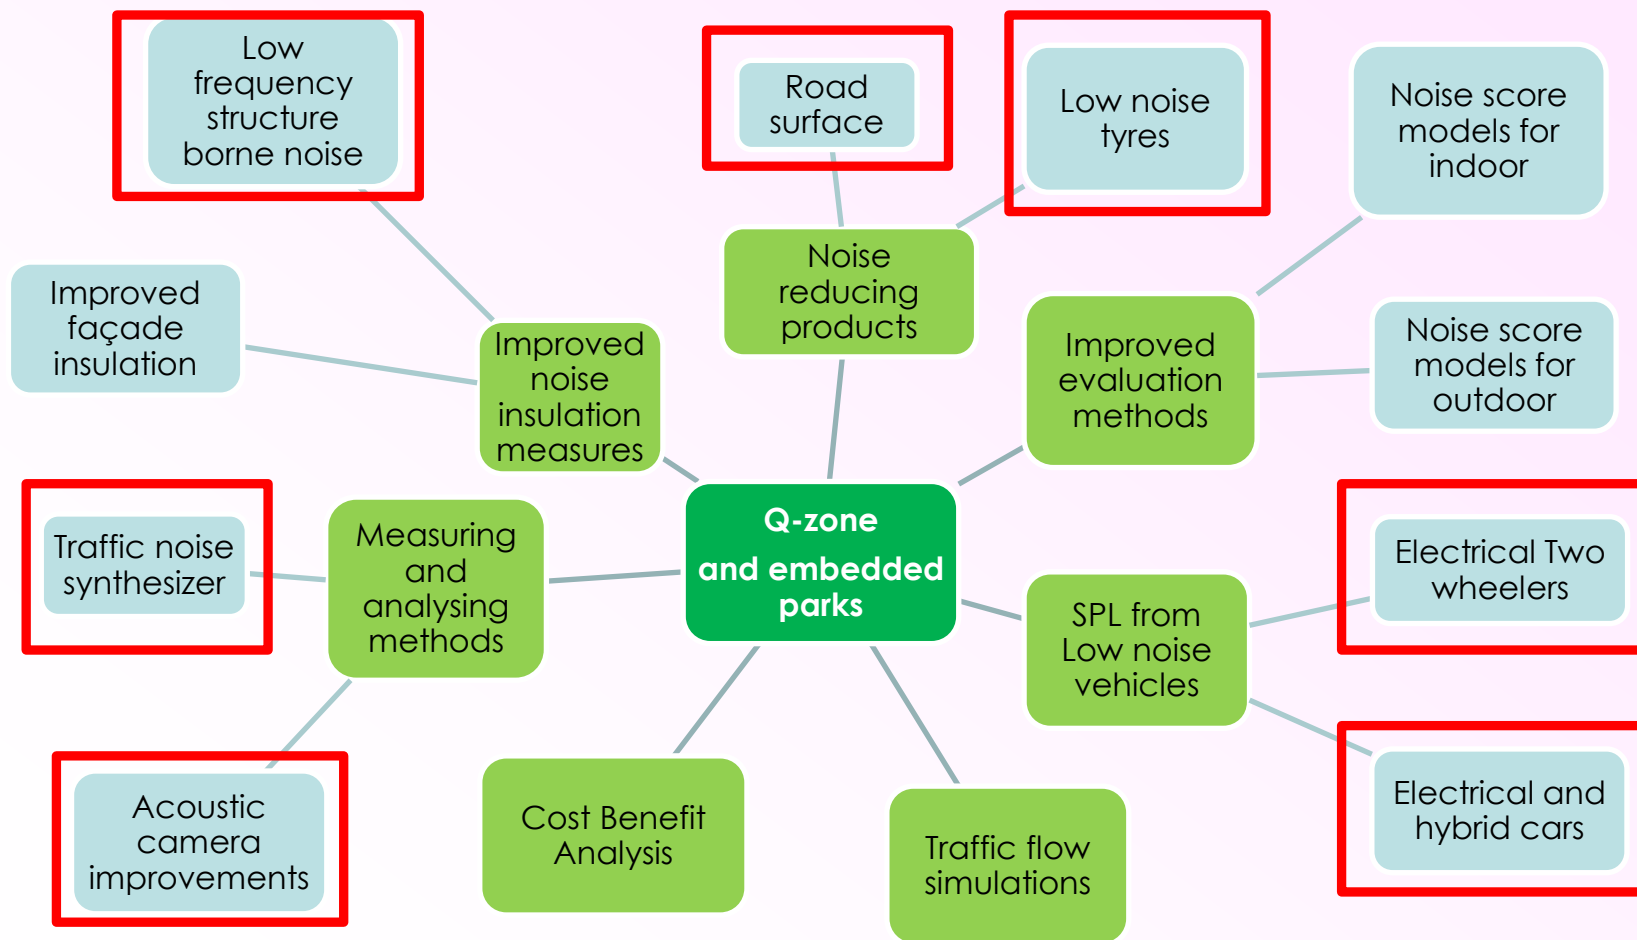 Low
frequency
structure
borne noise
Road
surface
Low noise
tyres
Noise score
models for
indoor
Improved
façade
insulation
Improved
noise
insulation
measures
Noise
reducing
products
Improved
evaluation
methods
Noise score
models for
outdoor
Traffic noise
synthesizer
Measuring
and
analysing
methods
Q-zone
and embedded
parks
SPL from
Low noise
vehicles
Electrical Two
wheelers
Acoustic
camera
improvements
Cost Benefit
Analysis
Traffic flow
simulations
Electrical and
hybrid cars